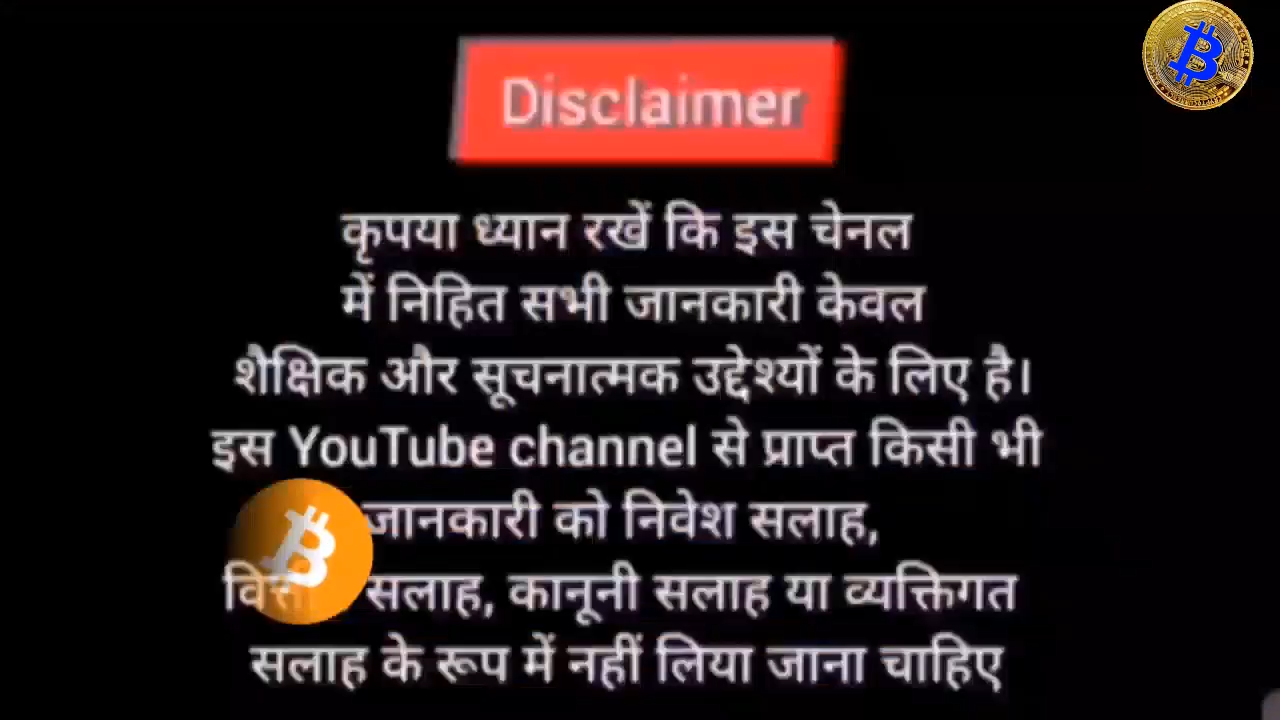 Disclaimer
कृपया ध्यान रखें कि इस चेनल
में निहित सभी जानकारी केवल
शैक्षिक और सूचनात्मक उद्देश्यों के लिए है।
इस YouTube channel से प्राप्त किसी भी
जानकारी को निवेश सलाह,
सलाह, कानूनी सलाह या व्यक्तिगत
सलाह के रूप में नहीं लिया जाना चाहिए